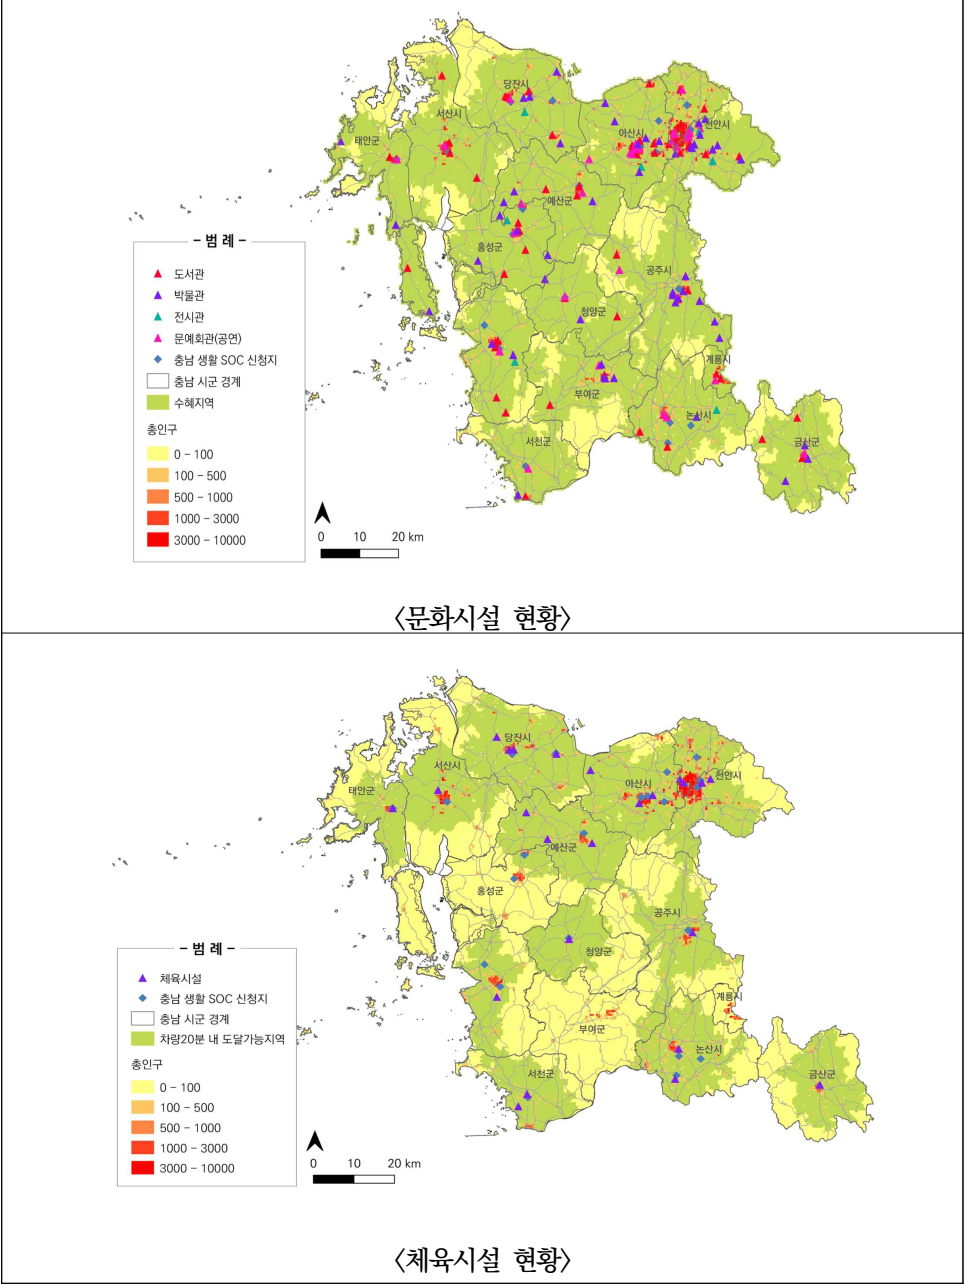 당진시
서산시
태안군
아산시
천안시
예산군
홍성군
공주시
청양군
계룡시
부여군
논산시
서천군
금산군
- 범 례 -
도서관
박물관
전시관
문예회관(공연)
충남 생활 SOC 신청지
충남 시군 경계
수혜지역
총인구
0 - 100
100 - 500
500 - 1000
1000 - 3000
3000 - 10000
0 10 20 km
〈문화시설 현황〉
당진시
서산시
태안군
아산시
천안시
예산군
홍성군
공주시
청양군
계룡시
부여군
논산시
서천군
금산군
- 범 례 -
체육시설
충남 생활 SOC 신청지
충남 시군 경계
차량20분 내 도달가능지역
총인구
0 - 100
100 - 500
500 - 1000
1000 - 3000
3000 - 10000
0 10 20 km
〈체육시설 현황〉